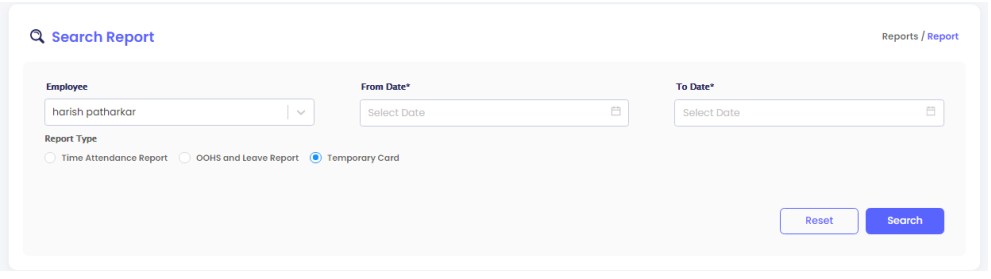 Search Report
Reports / Report
Employee From Date* To Date*
harish patharkar Select Date Select Date
Report Type
Time Attendance Report OOHS and Leave Report Temporary Card
Reset Search